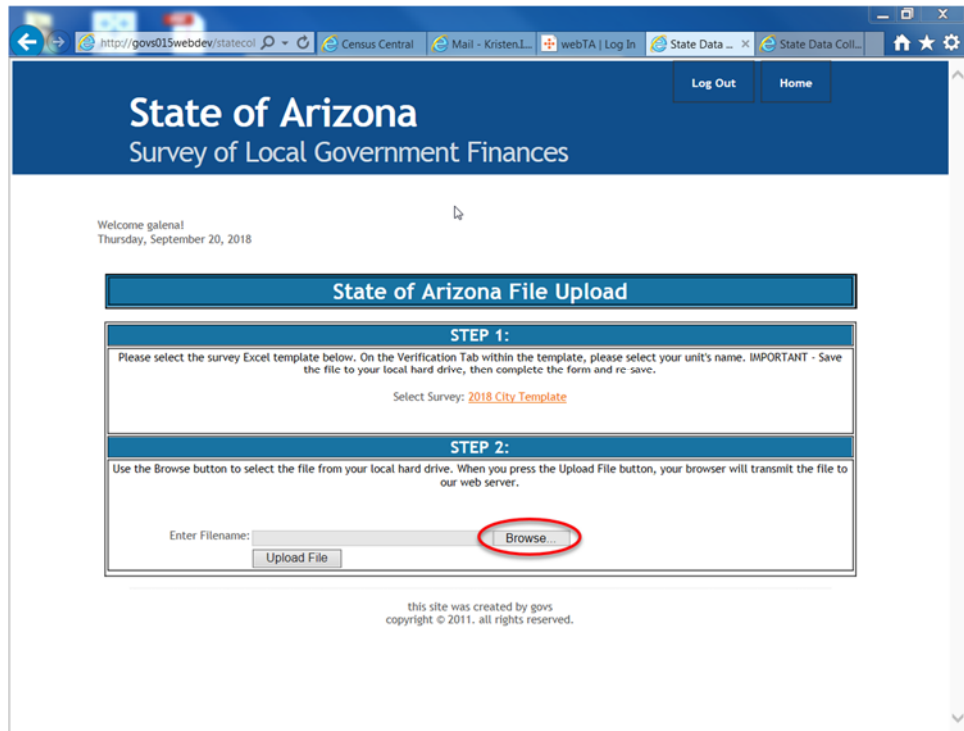 http://govs015webdev/statecol
Census Central
Mail - Kristen.I...
webTA | Log In
State Data ...
State Data Coll...
Log Out
Home
State of Arizona
Survey of Local Government Finances
Welcome galena!
Thursday, September 20, 2018
State of Arizona File Upload
STEP 1:
Please select the survey Excel template below. On the Verification Tab within the template, please select your unit's name. IMPORTANT - Save
the file to your local hard drive, then complete the form and re-save.
Select Survey: 2018 City Template
STEP 2:
Use the Browse button to select the file from your local hard drive. When you press the Upload File button, your browser will transmit the file to
our web server.
Enter Filename:
Browse...
Upload File
this site was created by govs
copyright © 2011. all rights reserved.